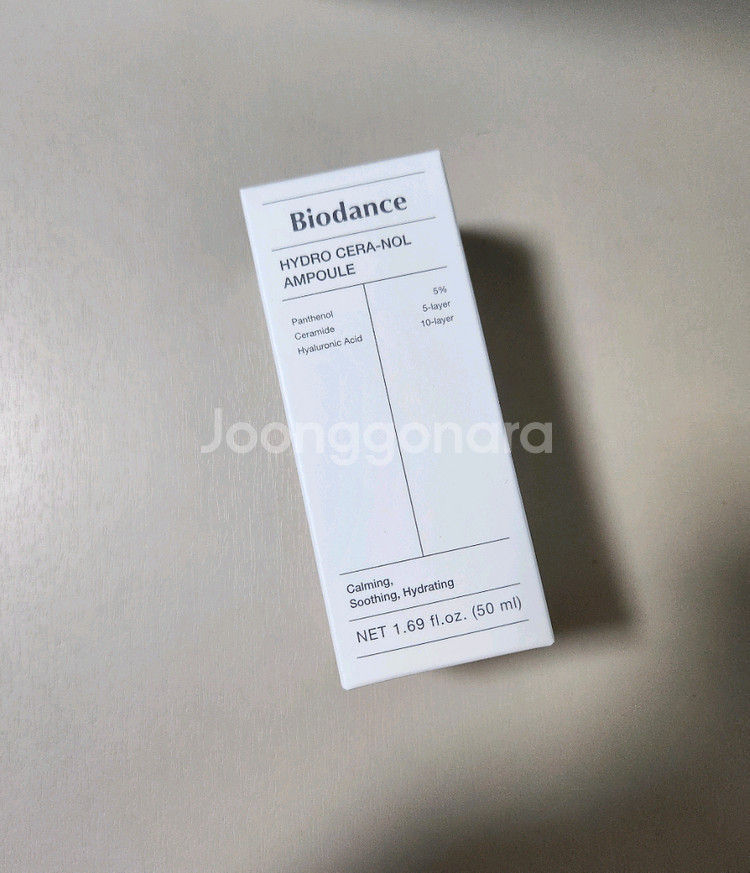 Biodance
HYDRO CERA-NOL
AMPOULE
Panthenol 5%
Ceramide 5-layer
Hyaluronic Acid 10-layer
Joonggonara
Calming,
Soothing, Hydrating
NET 1.69 fl.oz. (50 ml)